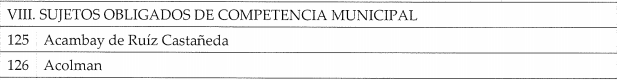 VIII. SUJETOS OBLIGADOS DE COMPETENCIA MUNICIPAL
125 Acambay de Ruíz Castañeda
126 Acolman